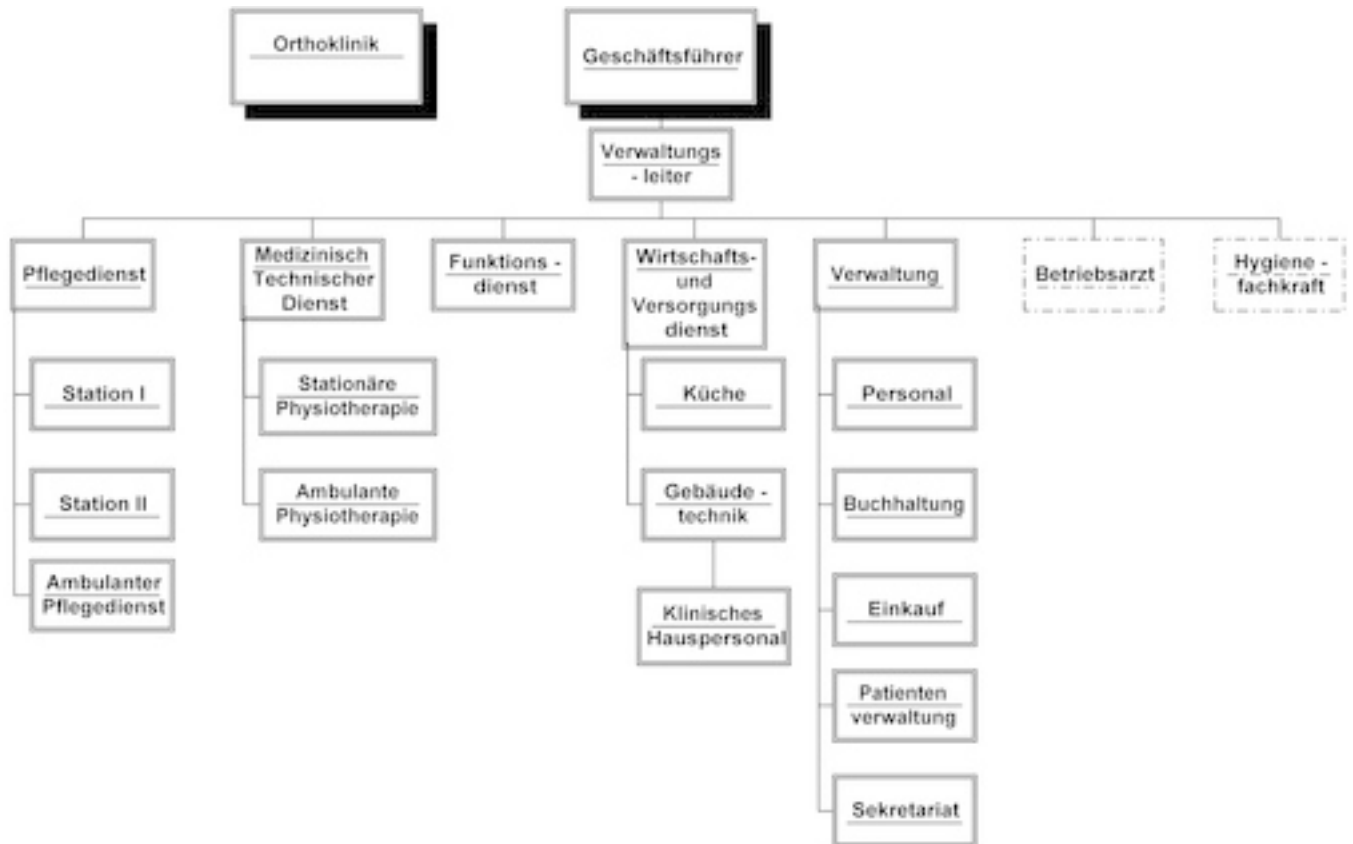 Orthoklinik
Geschäftsführer
Verwaltungs
- leiter
Pflegedienst
Medizinisch
Technischer
Dienst
Funktions -
dienst
Wirtschafts-
und
Versorgungs
dienst
Verwaltung
Betriebsarzt
Hygiene -
fachkraft
Station I
Stationäre
Physiotherapie
Küche
Personal
Station II
Ambulante
Physiotherapie
Gebäude -
technik
Buchhaltung
Ambulanter
Pflegedienst
Klinisches
Hauspersonal
Einkauf
Patienten
verwaltung
Sekretariat